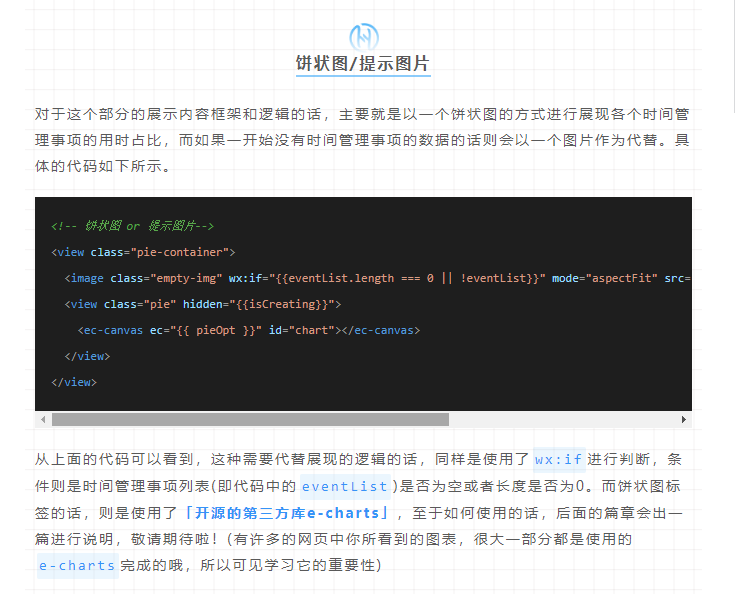 饼状图/提示图片
对于这个部分的展示内容框架和逻辑的话，主要就是以一个饼状图的方式进行展现各个时间管
理事项的用时占比，而如果一开始没有时间管理事项的数据的话则会以一个图片作为代替。具
体的代码如下所示。
<!-- 饼状图 or 提示图片-->
<view class="pie-container">
<image class="empty-img" wx:if="{{eventList.length === 0 || !eventList}}" mode="aspectFit" src=
<view class="pie" hidden="{{isCreating}}">
<ec-canvas ec="{{ pieOpt }}" id="chart"></ec-canvas>
</view>
</view>
从上面的代码可以看到，这种需要代替展现的逻辑的话，同样是使用了 wx:if 进行判断，条
件则是时间管理事项列表(即代码中的 eventList )是否为空或者长度是否为0。而饼状图标
签的话，则是使用了「开源的第三方库e-charts」，至于如何使用的话，后面的篇章会出一
篇进行说明，敬请期待啦！(有许多的网页中你所看到的图表，很大一部分都是使用的
e-charts 完成的哦，所以可见学习它的重要性)